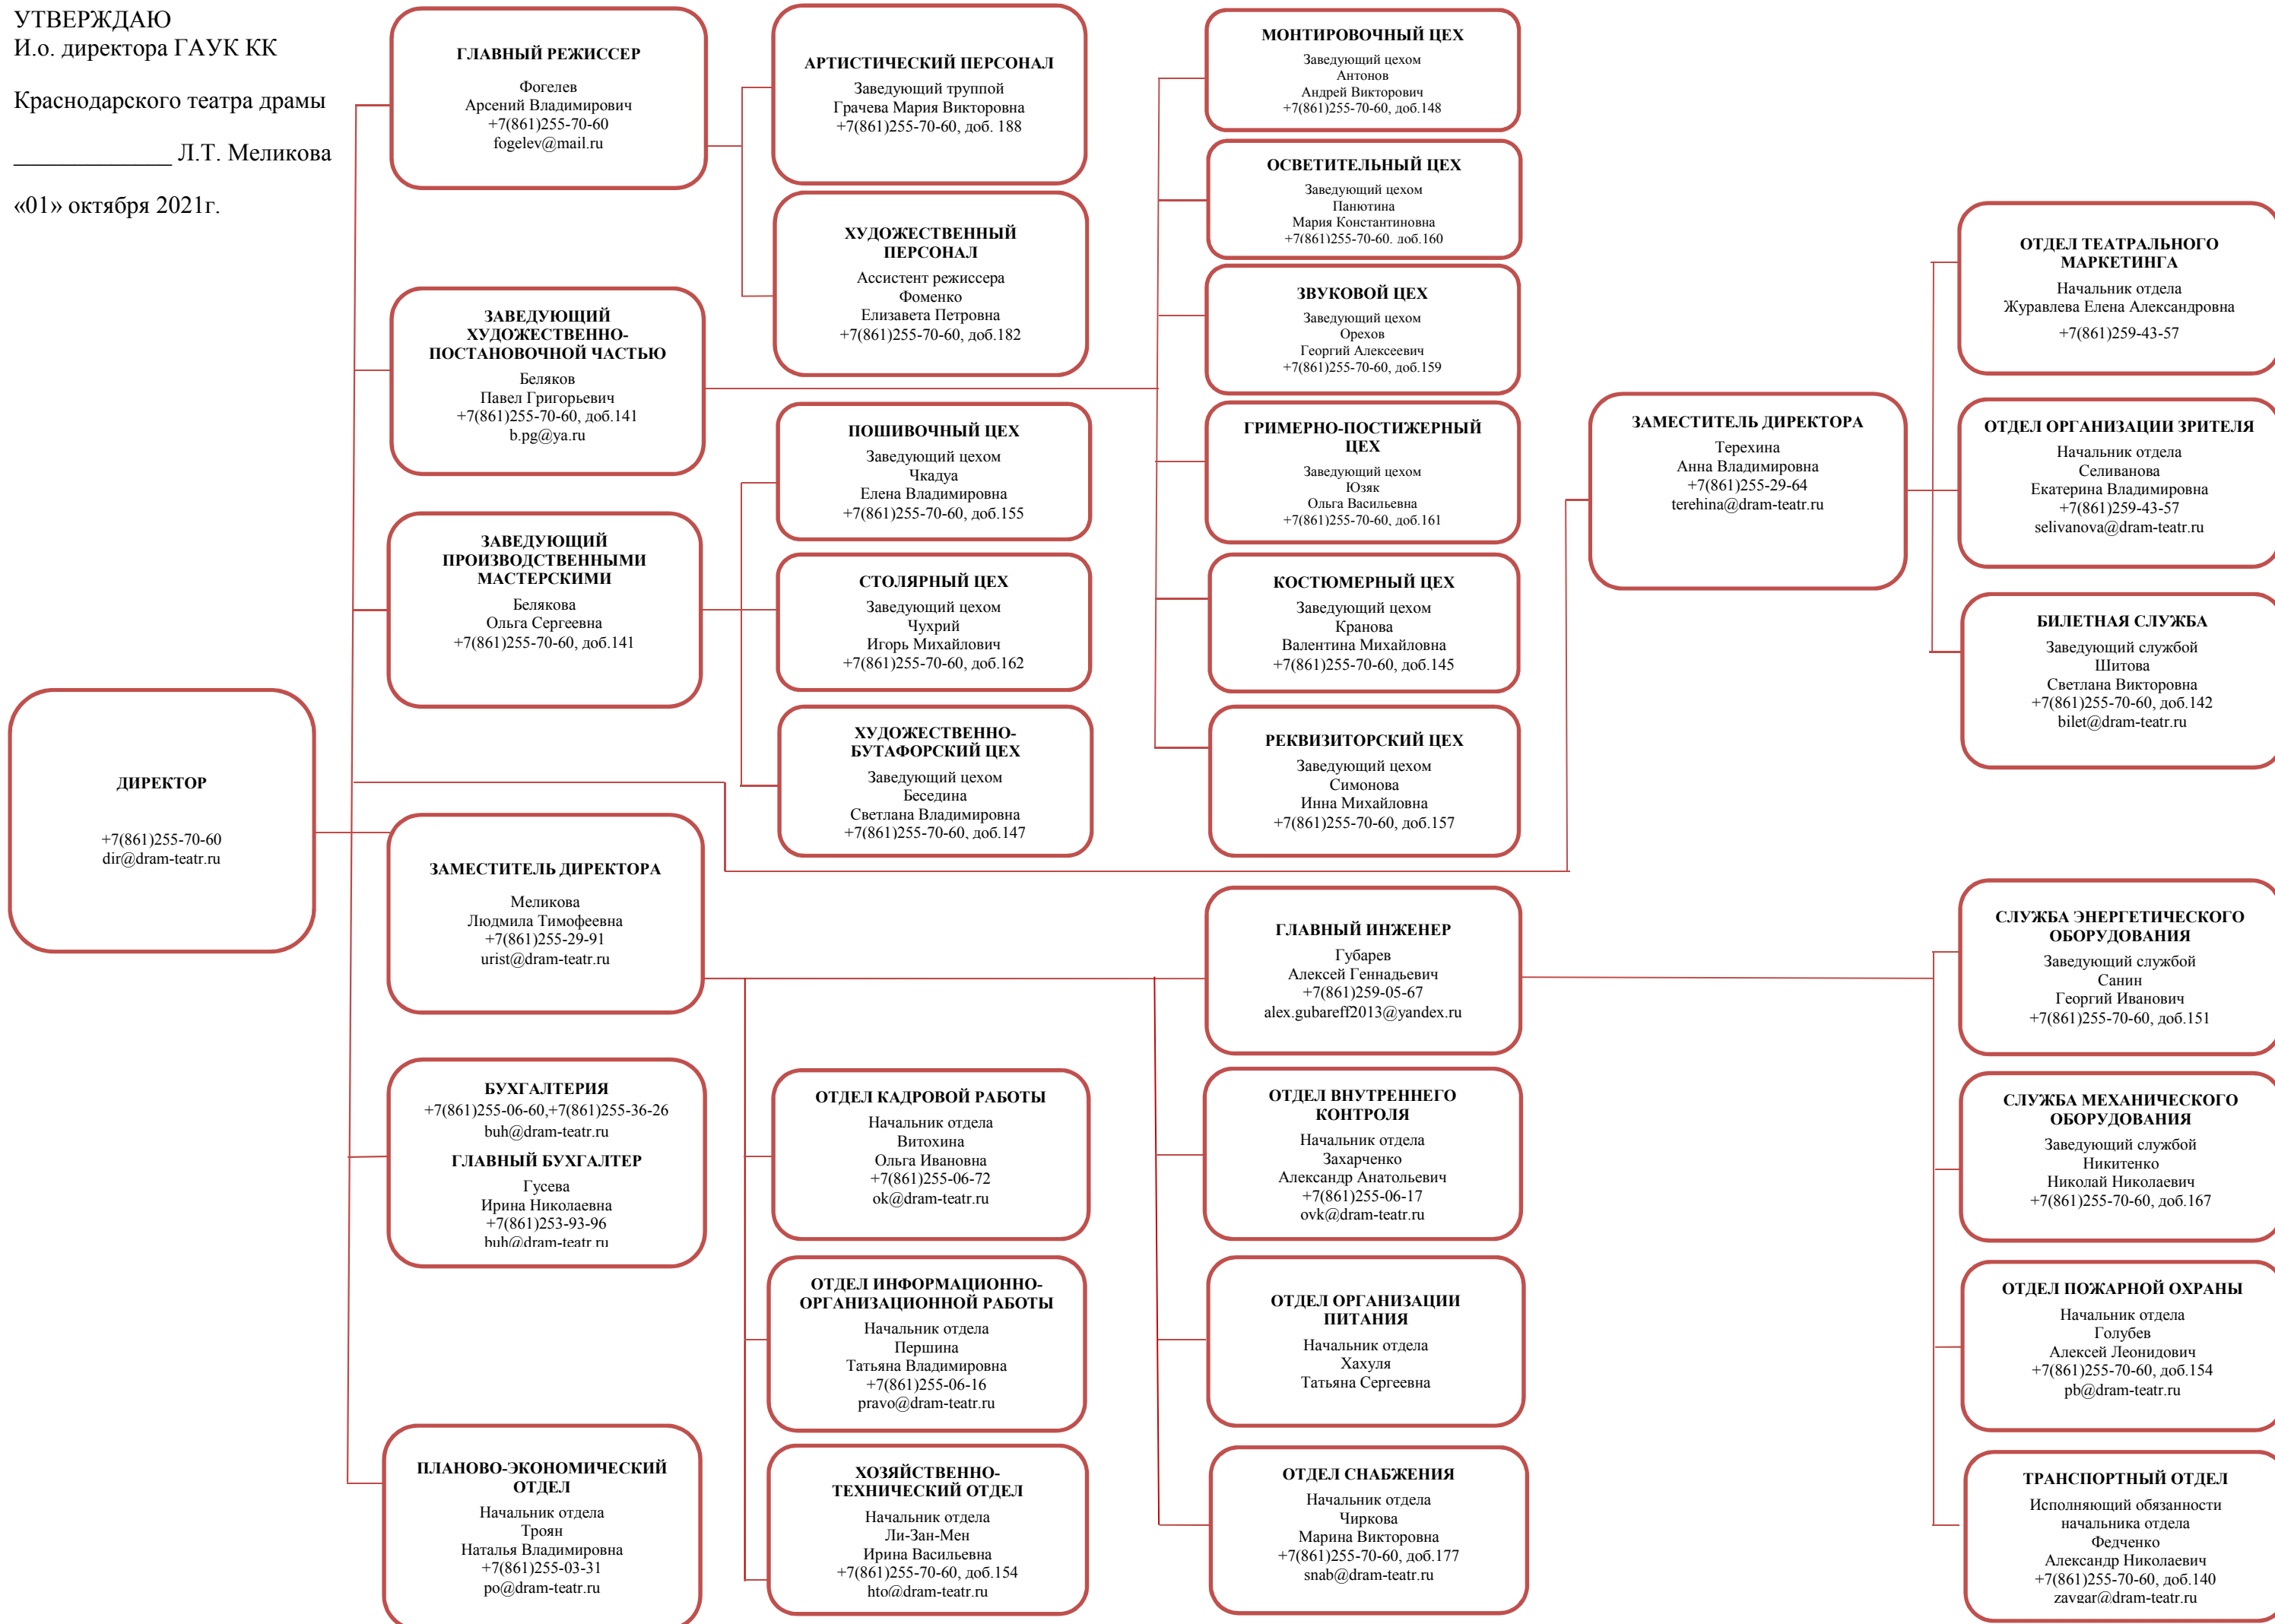 УТВЕРЖДАЮ
И.о. директора ГАУК КК
Краснодарского театра драмы
_____________ Л.Т. Меликова
«01» октября 2021г.
ДИРЕКТОР
+7(861)255-70-60
dir@dram-teatr.ru
ГЛАВНЫЙ РЕЖИССЕР
Фогелев
Арсений Владимирович
+7(861)255-70-60
fogelev@mail.ru
ЗАВЕДУЮЩИЙ
ХУДОЖЕСТВЕННО-
ПОСТАНОВОЧНОЙ ЧАСТЬЮ
Беляков
Павел Григорьевич
+7(861)255-70-60, доб.141
b.pg@ya.ru
ЗАВЕДУЮЩИЙ
ПРОИЗВОДСТВЕННЫМИ
МАСТЕРСКИМИ
Белякова
Ольга Сергеевна
+7(861)255-70-60, доб.141
ЗАМЕСТИТЕЛЬ ДИРЕКТОРА
Меликова
Людмила Тимофеевна
+7(861)255-29-91
urist@dram-teatr.ru
БУХГАЛТЕРИЯ
+7(861)255-06-60,+7(861)255-36-26
buh@dram-teatr.ru
ГЛАВНЫЙ БУХГАЛТЕР
Гусева
Ирина Николаевна
+7(861)253-93-96
buh@dram-teatr.ru
ПЛАНОВО-ЭКОНОМИЧЕСКИЙ
ОТДЕЛ
Начальник отдела
Троян
Наталья Владимировна
+7(861)255-03-31
po@dram-teatr.ru
АРТИСТИЧЕСКИЙ ПЕРСОНАЛ
Заведующий труппой
Грачева Мария Викторовна
+7(861)255-70-60, доб. 188
ХУДОЖЕСТВЕННЫЙ
ПЕРСОНАЛ
Ассистент режиссера
Фоменко
Елизавета Петровна
+7(861)255-70-60, доб.182
ПОШИВОЧНЫЙ ЦЕХ
Заведующий цехом
Чкадуа
Елена Владимировна
+7(861)255-70-60, доб.155
СТОЛЯРНЫЙ ЦЕХ
Заведующий цехом
Чухрий
Игорь Михайлович
+7(861)255-70-60, доб.162
ХУДОЖЕСТВЕННО-
БУТАФОРСКИЙ ЦЕХ
Заведующий цехом
Беседина
Светлана Владимировна
+7(861)255-70-60, доб.147
ОТДЕЛ КАДРОВОЙ РАБОТЫ
Начальник отдела
Витохина
Ольга Ивановна
+7(861)255-06-72
ok@dram-teatr.ru
ОТДЕЛ ИНФОРМАЦИОННО-
ОРГАНИЗАЦИОННОЙ РАБОТЫ
Начальник отдела
Першина
Татьяна Владимировна
+7(861)255-06-16
pravo@dram-teatr.ru
ХОЗЯЙСТВЕННО-
ТЕХНИЧЕСКИЙ ОТДЕЛ
Начальник отдела
Ли-Зан-Мен
Ирина Васильевна
+7(861)255-70-60, доб.154
hto@dram-teatr.ru
МОНТИРОВОЧНЫЙ ЦЕХ
Заведующий цехом
Антонов
Андрей Викторович
+7(861)255-70-60, доб.148
ОСВЕТИТЕЛЬНЫЙ ЦЕХ
Заведующий цехом
Панютина
Мария Константиновна
+7(861)255-70-60, доб.160
ЗВУКОВОЙ ЦЕХ
Заведующий цехом
Орехов
Георгий Алексеевич
+7(861)255-70-60, доб.159
ГРИМЕРНО-ПОСТИЖЕРНЫЙ
ЦЕХ
Заведующий цехом
Юзяк
Ольга Васильевна
+7(861)255-70-60, доб.161
КОСТЮМЕРНЫЙ ЦЕХ
Заведующий цехом
Кранова
Валентина Михайловна
+7(861)255-70-60, доб.145
РЕКВИЗИТОРСКИЙ ЦЕХ
Заведующий цехом
Симонова
Инна Михайловна
+7(861)255-70-60, доб.157
ГЛАВНЫЙ ИНЖЕНЕР
Губарев
Алексей Геннадьевич
+7(861)259-05-67
alex.gubareff2013@yandex.ru
ОТДЕЛ ВНУТРЕННЕГО
КОНТРОЛЯ
Начальник отдела
Захарченко
Александр Анатольевич
+7(861)255-06-17
ovk@dram-teatr.ru
ОТДЕЛ ОРГАНИЗАЦИИ
ПИТАНИЯ
Начальник отдела
Хахуля
Татьяна Сергеевна
ОТДЕЛ СНАБЖЕНИЯ
Начальник отдела
Чиркова
Марина Викторовна
+7(861)255-70-60, доб.177
snab@dram-teatr.ru
ЗАМЕСТИТЕЛЬ ДИРЕКТОРА
Терехина
Анна Владимировна
+7(861)255-29-64
terehina@dram-teatr.ru
ОТДЕЛ ТЕАТРАЛЬНОГО
МАРКЕТИНГА
Начальник отдела
Журавлева Елена Александровна
+7(861)259-43-57
ОТДЕЛ ОРГАНИЗАЦИИ ЗРИТЕЛЯ
Начальник отдела
Селиванова
Екатерина Владимировна
+7(861)259-43-57
selivanova@dram-teatr.ru
БИЛЕТНАЯ СЛУЖБА
Заведующий службой
Шитова
Светлана Викторовна
+7(861)255-70-60, доб.142
bilet@dram-teatr.ru
СЛУЖБА ЭНЕРГЕТИЧЕСКОГО
ОБОРУДОВАНИЯ
Заведующий службой
Санин
Георгий Иванович
+7(861)255-70-60, доб.151
СЛУЖБА МЕХАНИЧЕСКОГО
ОБОРУДОВАНИЯ
Заведующий службой
Никитенко
Николай Николаевич
+7(861)255-70-60, доб.167
ОТДЕЛ ПОЖАРНОЙ ОХРАНЫ
Начальник отдела
Голубев
Алексей Леонидович
+7(861)255-70-60, доб.154
pb@dram-teatr.ru
ТРАНСПОРТНЫЙ ОТДЕЛ
Исполняющий обязанности
начальника отдела
Федченко
Александр Николаевич
+7(861)255-70-60, доб.140
zavgar@dram-teatr.ru